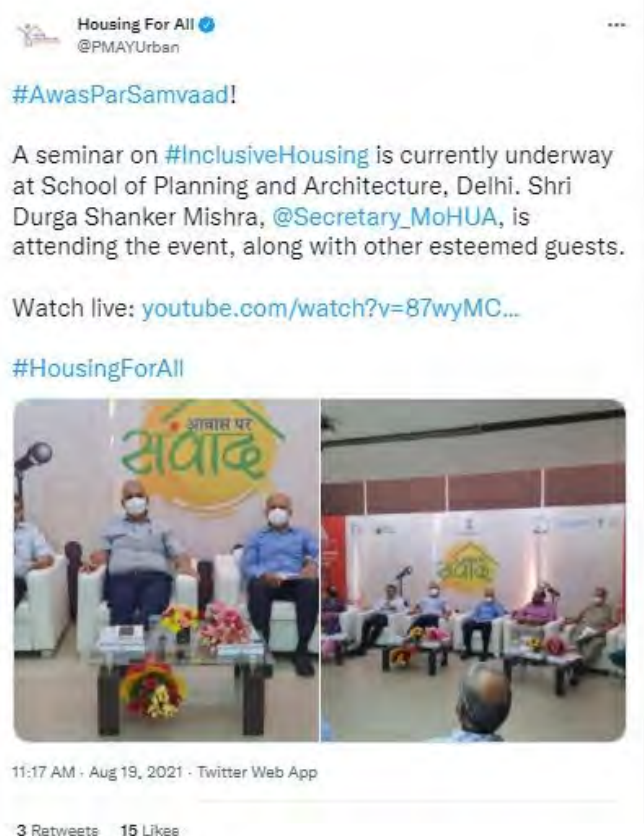 Housing For All
@PMAYUrban
#AwasParSamvaad!
A seminar on #InclusiveHousing is currently underway
at School of Planning and Architecture, Delhi. Shri
Durga Shanker Mishra, @Secretary_MoHUA, is
attending the event, along with other esteemed guests.
Watch live: youtube.com/watch?v=87wyMC...
#HousingForAll
आवास पर
संवाद
संवाद
11:17 AM · Aug 19, 2021 · Twitter Web App
3 Retweets 15 Likes